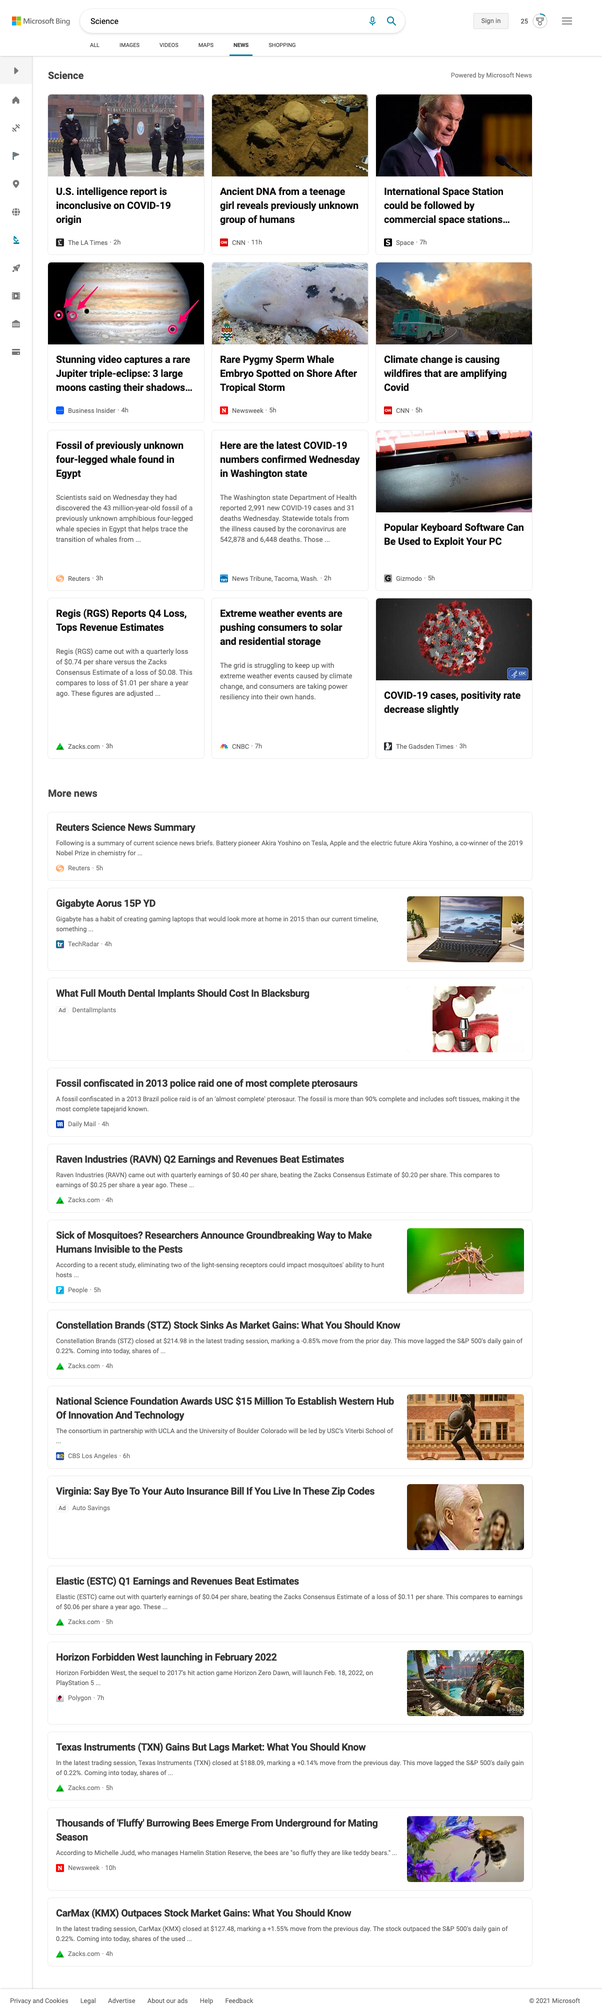 Microsoft Bing
Science
Sign in
25
ALL IMAGES VIDEOS MAPS NEWS SHOPPING
Science
Powered by Microsoft News
U.S. intelligence report is
inconclusive on COVID-19
origin
The LA Times · 2h
Ancient DNA from a teenage
girl reveals previously unknown
group of humans
CNN · 11h
International Space Station
could be followed by
commercial space stations...
Space · 7h
Stunning video captures a rare
Jupiter triple-eclipse: 3 large
moons casting their shadows...
Business Insider · 4h
Rare Pygmy Sperm Whale
Embryo Spotted on Shore After
Tropical Storm
Newsweek · 5h
Climate change is causing
wildfires that are amplifying
Covid
CNN · 5h
Fossil of previously unknown
four-legged whale found in
Egypt
Scientists said on Wednesday they had
discovered the 43 million-year-old fossil of a
previously unknown amphibious four-legged
whale species in Egypt that helps trace the
transition of whales from ...
Reuters · 3h
Here are the latest COVID-19
numbers confirmed Wednesday
in Washington state
The Washington state Department of Health
reported 2,991 new COVID-19 cases and 31
deaths Wednesday. Statewide totals from
the illness caused by the coronavirus are
542,878 and 6,448 deaths. Those ...
News Tribune, Tacoma, Wash. · 2h
Popular Keyboard Software Can
Be Used to Exploit Your PC
Gizmodo · 5h
Regis (RGS) Reports Q4 Loss,
Tops Revenue Estimates
Regis (RGS) came out with a quarterly loss
of $0.74 per share versus the Zacks
Consensus Estimate of a loss of $0.08. This
compares to loss of $1.01 per share a year
ago. These figures are adjusted ...
Zacks.com · 3h
Extreme weather events are
pushing consumers to solar
and residential storage
The grid is struggling to keep up with
extreme weather events caused by climate
change, and consumers are taking power
resiliency into their own hands.
CNBC · 7h
COVID-19 cases, positivity rate
decrease slightly
The Gadsden Times · 3h
More news
Reuters Science News Summary
Following is a summary of current science news briefs. Battery pioneer Akira Yoshino on Tesla, Apple and the electric future Akira Yoshino, a co-winner of the 2019
Nobel Prize in chemistry for ...
Reuters · 5h
Gigabyte Aorus 15P YD
Gigabyte has a habit of creating gaming laptops that would look more at home in 2015 than our current timeline,
something ...
TechRadar · 4h
What Full Mouth Dental Implants Should Cost In Blacksburg
Ad DentalImplants
Fossil confiscated in 2013 police raid one of most complete pterosaurs
A fossil confiscated in a 2013 Brazil police raid is of an 'almost complete' pterosaur. The fossil is more than 90% complete and includes soft tissues, making it the
most complete tapejarid known.
Daily Mail · 4h
Raven Industries (RAVN) Q2 Earnings and Revenues Beat Estimates
Raven Industries (RAVN) came out with quarterly earnings of $0.40 per share, beating the Zacks Consensus Estimate of $0.20 per share. This compares to
earnings of $0.25 per share a year ago. These ...
Zacks.com · 4h
Sick of Mosquitoes? Researchers Announce Groundbreaking Way to Make
Humans Invisible to the Pests
According to a recent study, eliminating two of the light-sensing receptors could impact mosquitoes' ability to hunt
hosts ...
People · 5h
Constellation Brands (STZ) Stock Sinks As Market Gains: What You Should Know
Constellation Brands (STZ) closed at $214.98 in the latest trading session, marking a -0.85% move from the prior day. This move lagged the S&P 500's daily gain of
0.22%. Coming into today, shares of ...
Zacks.com · 4h
National Science Foundation Awards USC $15 Million To Establish Western Hub
Of Innovation And Technology
The consortium in partnership with UCLA and the University of Boulder Colorado will be led by USC's Viterbi School of
...
CBS Los Angeles · 6h
Virginia: Say Bye To Your Auto Insurance Bill If You Live In These Zip Codes
Ad Auto Savings
Elastic (ESTC) Q1 Earnings and Revenues Beat Estimates
Elastic (ESTC) came out with quarterly earnings of $0.04 per share, beating the Zacks Consensus Estimate of a loss of $0.11 per share. This compares to earnings
of $0.06 per share a year ago. These ...
Zacks.com · 5h
Horizon Forbidden West launching in February 2022
Horizon Forbidden West, the sequel to 2017's hit action game Horizon Zero Dawn, will launch Feb. 18, 2022, on
PlayStation 5 ...
Polygon · 7h
Texas Instruments (TXN) Gains But Lags Market: What You Should Know
In the latest trading session, Texas Instruments (TXN) closed at $188.09, marking a +0.14% move from the previous day. This move lagged the S&P 500's daily gain
of 0.22%. Coming into today, shares of ...
Zacks.com · 5h
Thousands of 'Fluffy' Burrowing Bees Emerge From Underground for Mating
Season
According to Michelle Judd, who manages Hamelin Station Reserve, the bees are "so fluffy they are like teddy bears." ...
Newsweek · 10h
CarMax (KMX) Outpaces Stock Market Gains: What You Should Know
In the latest trading session, CarMax (KMX) closed at $127.48, marking a +1.55% move from the previous day. The stock outpaced the S&P 500's daily gain of
0.22%. Coming into today, shares of the used ...
Zacks.com · 4h
Privacy and Cookies Legal Advertise About our ads Help Feedback
© 2021 Microsoft